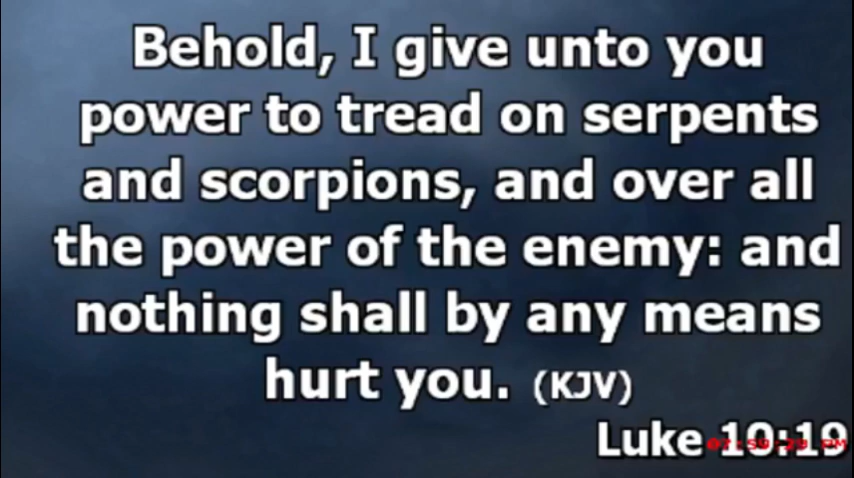 Behold, I give unto you
power to tread on serpents
and scorpions, and over all
the power of the enemy: and
nothing shall by any means
hurt you. (KJV)
Luke 10:19